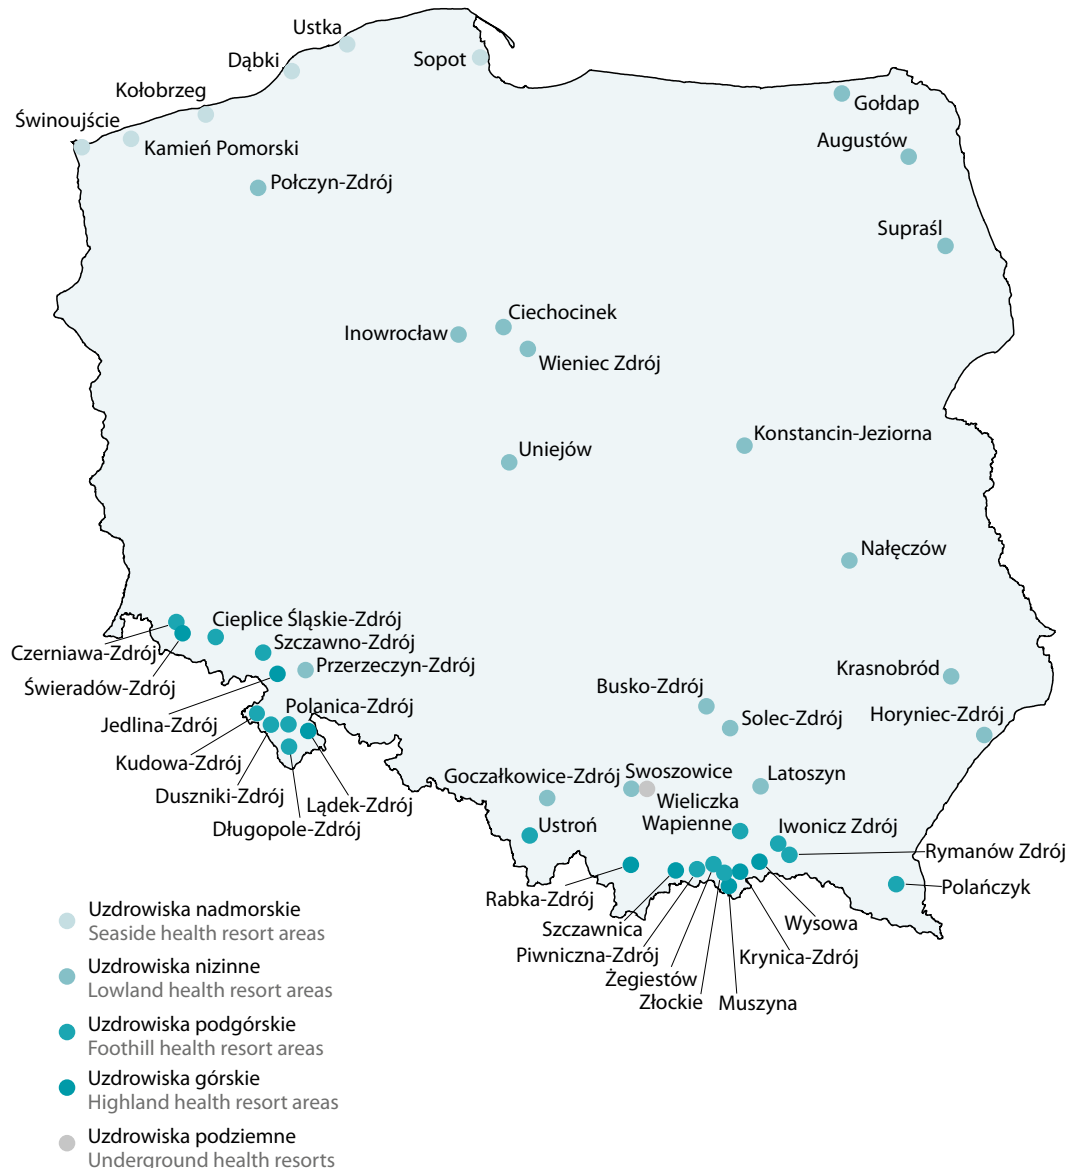 Ustka
Dąbki
Sopot
Kołobrzeg
Gołdap
Świnoujście
Kamień Pomorski
Augustów
Połczyn-Zdrój
Supraśl
Ciechocinek
Inowrocław
Wieniec Zdrój
Konstancin-Jeziorna
Uniejów
Nałęczów
Cieplice Śląskie-Zdrój
Szczawno-Zdrój
Czerniawa-Zdrój
Przerzeczyn-Zdrój
Krasnobród
Świeradów-Zdrój
Busko-Zdrój
Polanica-Zdrój
Horyniec-Zdrój
Solec-Zdrój
Jedlina-Zdrój
Kudowa-Zdrój
Goczałkowice-Zdrój
Swoszowice
Latoszyn
Duszniki-Zdrój
Lądek-Zdrój
Wieliczka
Wapienne
Długopole-Zdrój
Ustroń
Iwonicz Zdrój
Rymanów Zdrój
Polańczyk
Rabka-Zdrój
Szczawnica
Wysowa
Piwniczna-Zdrój
Krynica-Zdrój
Żegiestów
Złockie
Muszyna
Uzdrowiska nadmorskie
Seaside health resort areas
Uzdrowiska nizinne
Lowland health resort areas
Uzdrowiska podgórskie
Foothill health resort areas
Uzdrowiska górskie
Highland health resort areas
Uzdrowiska podziemne
Underground health resorts